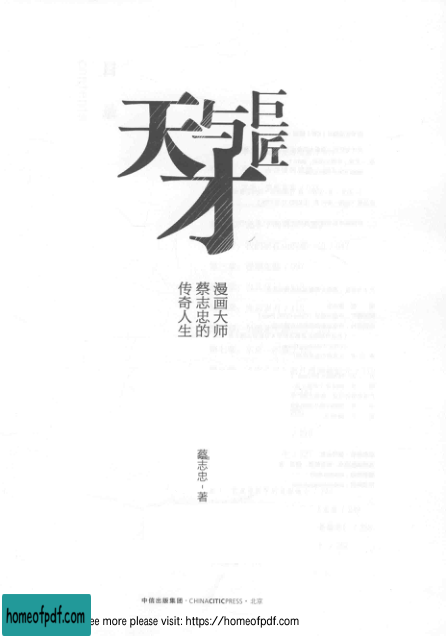 天才与巨匠
漫画大师
蔡志忠的
传奇人生
蔡志忠-著
中信出版集团·CHINACITICPRESS·北京
homeofpdf.com
ee more please visit: https://homeofpdf.com